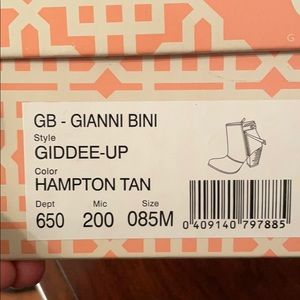 G
GB - GIANNI BINI
Style
GIDDEE-UP
Color
HAMPTON TAN
Dept Mic Size
650 200 085M
0 409140 797885